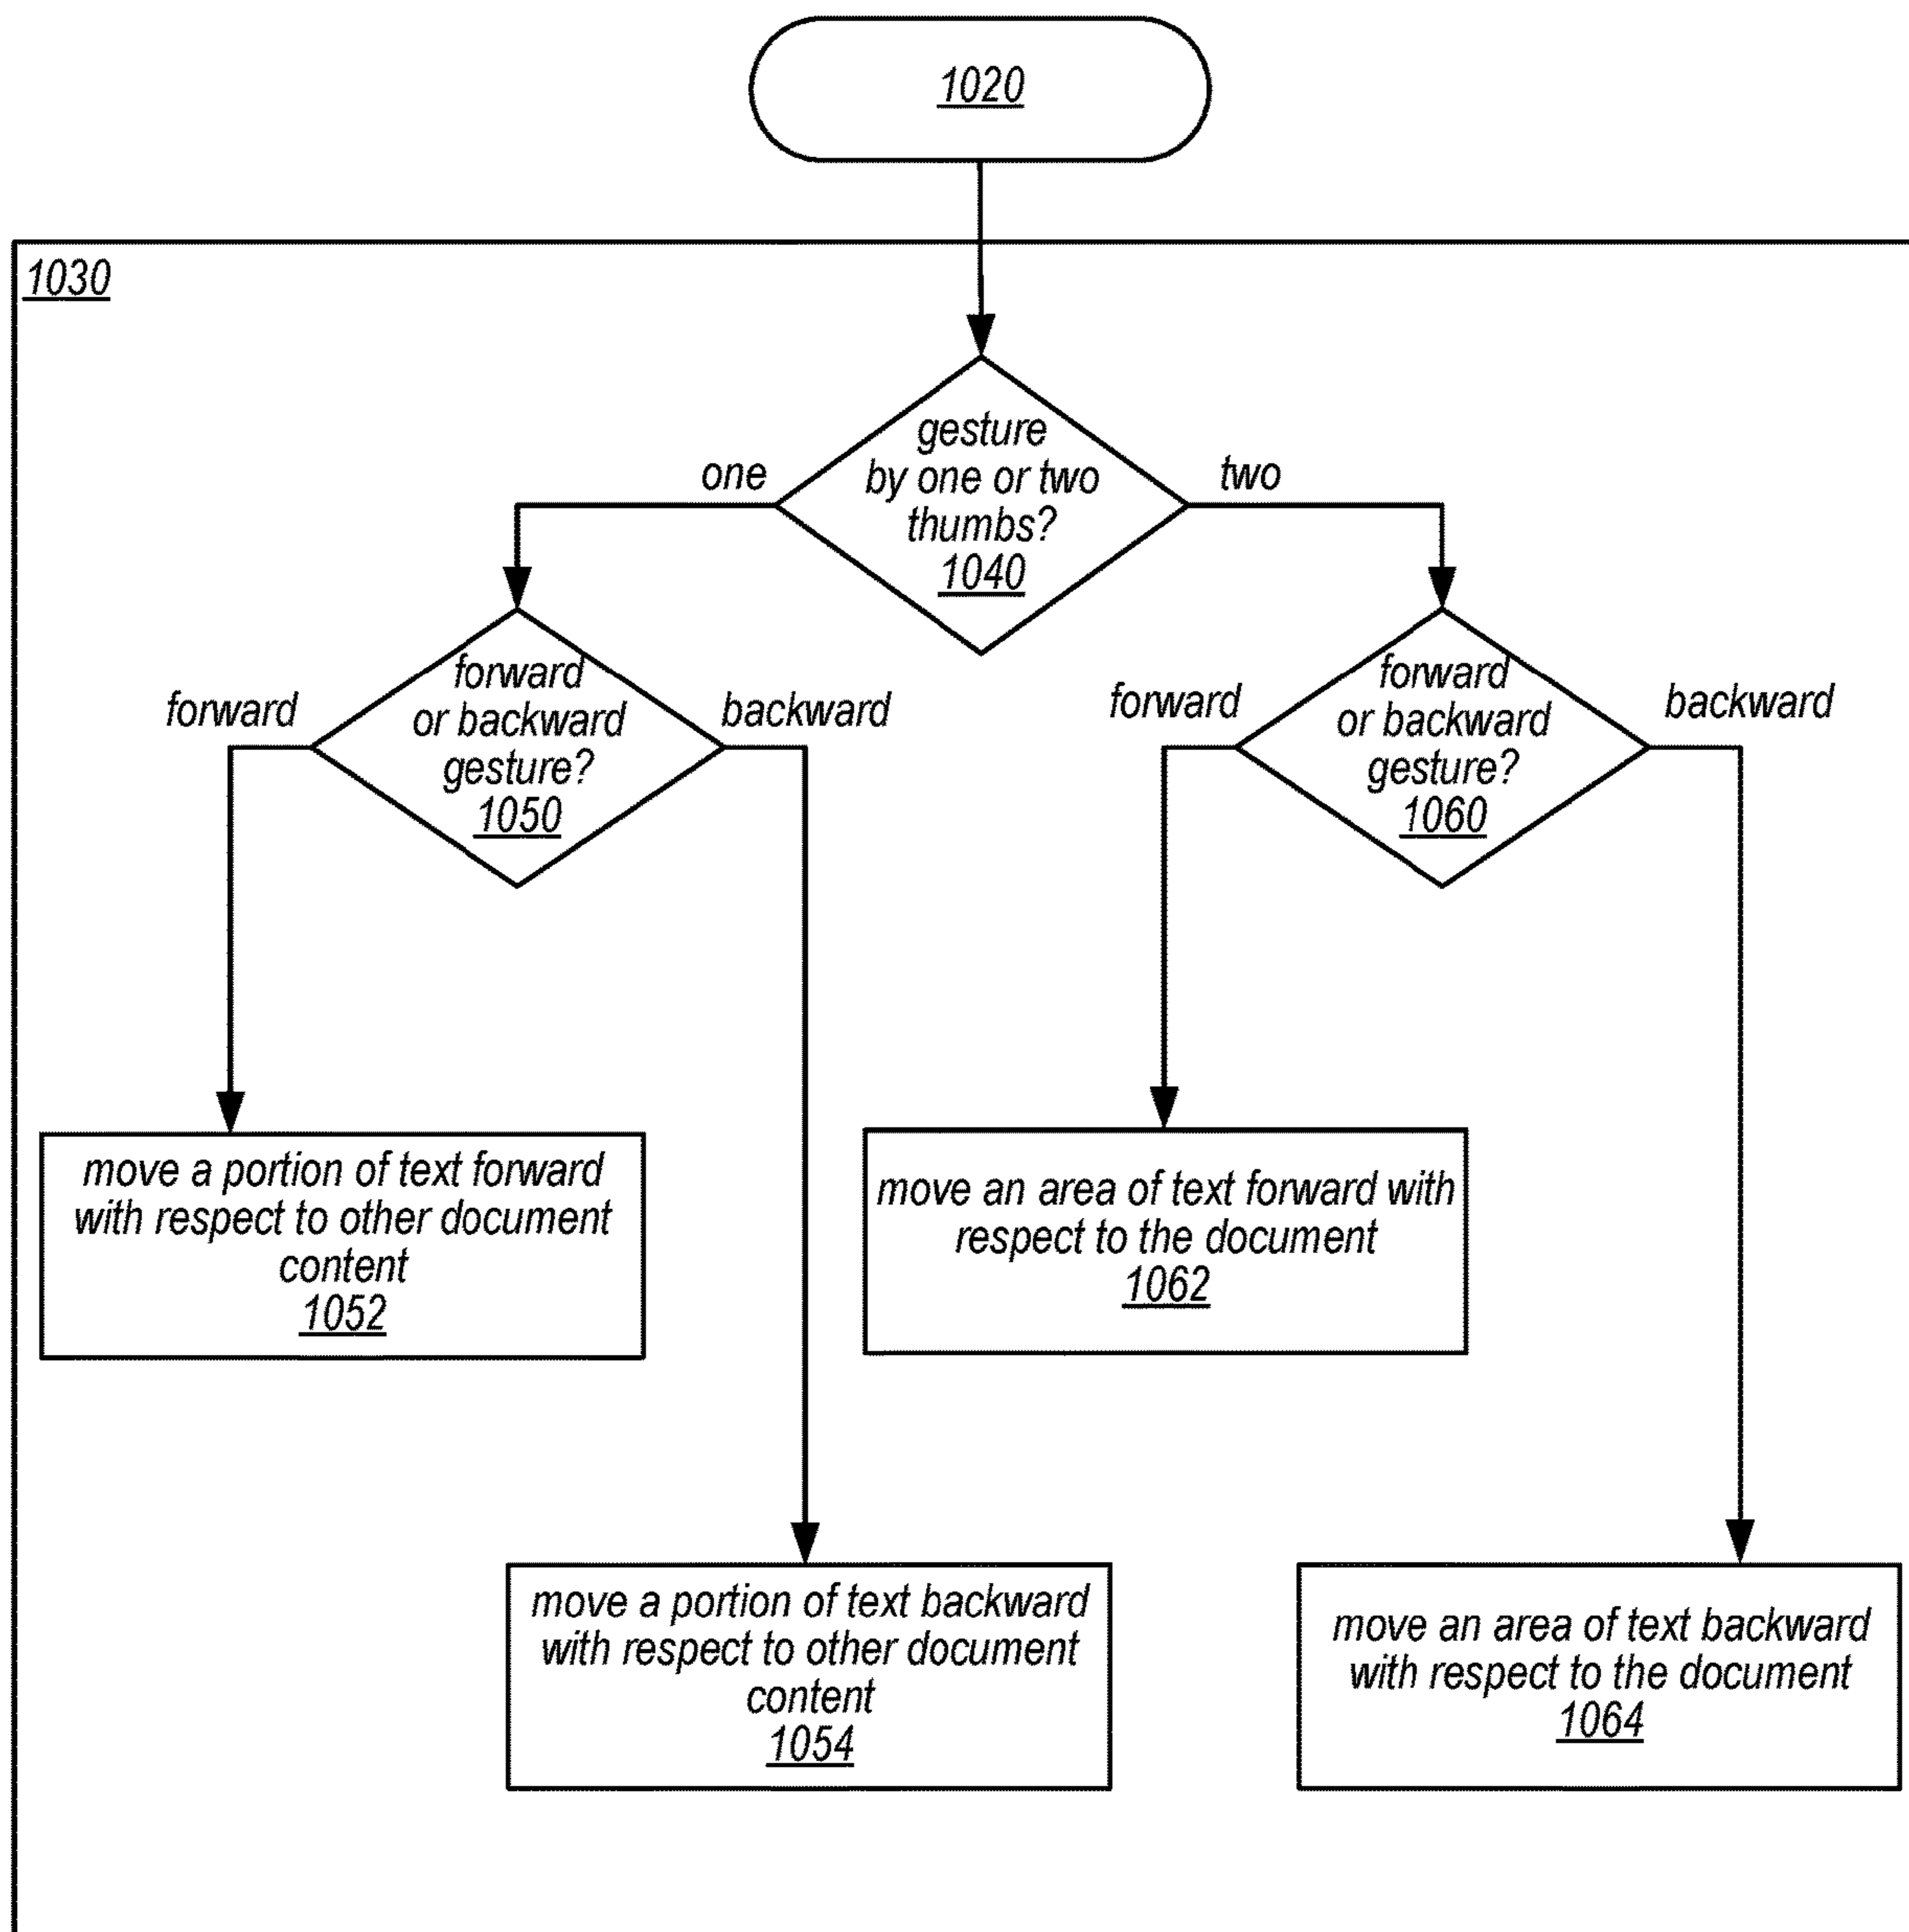 1020
1030
gesture
by one or two
thumbs?
1040
one
two
forward
or backward
gesture?
1050
forward
backward
forward
or backward
gesture?
1060
forward
backward
move a portion of text forward
with respect to other document
content
1052
move an area of text forward with
respect to the document
1062
move a portion of text backward
with respect to other document
content
1054
move an area of text backward
with respect to the document
1064